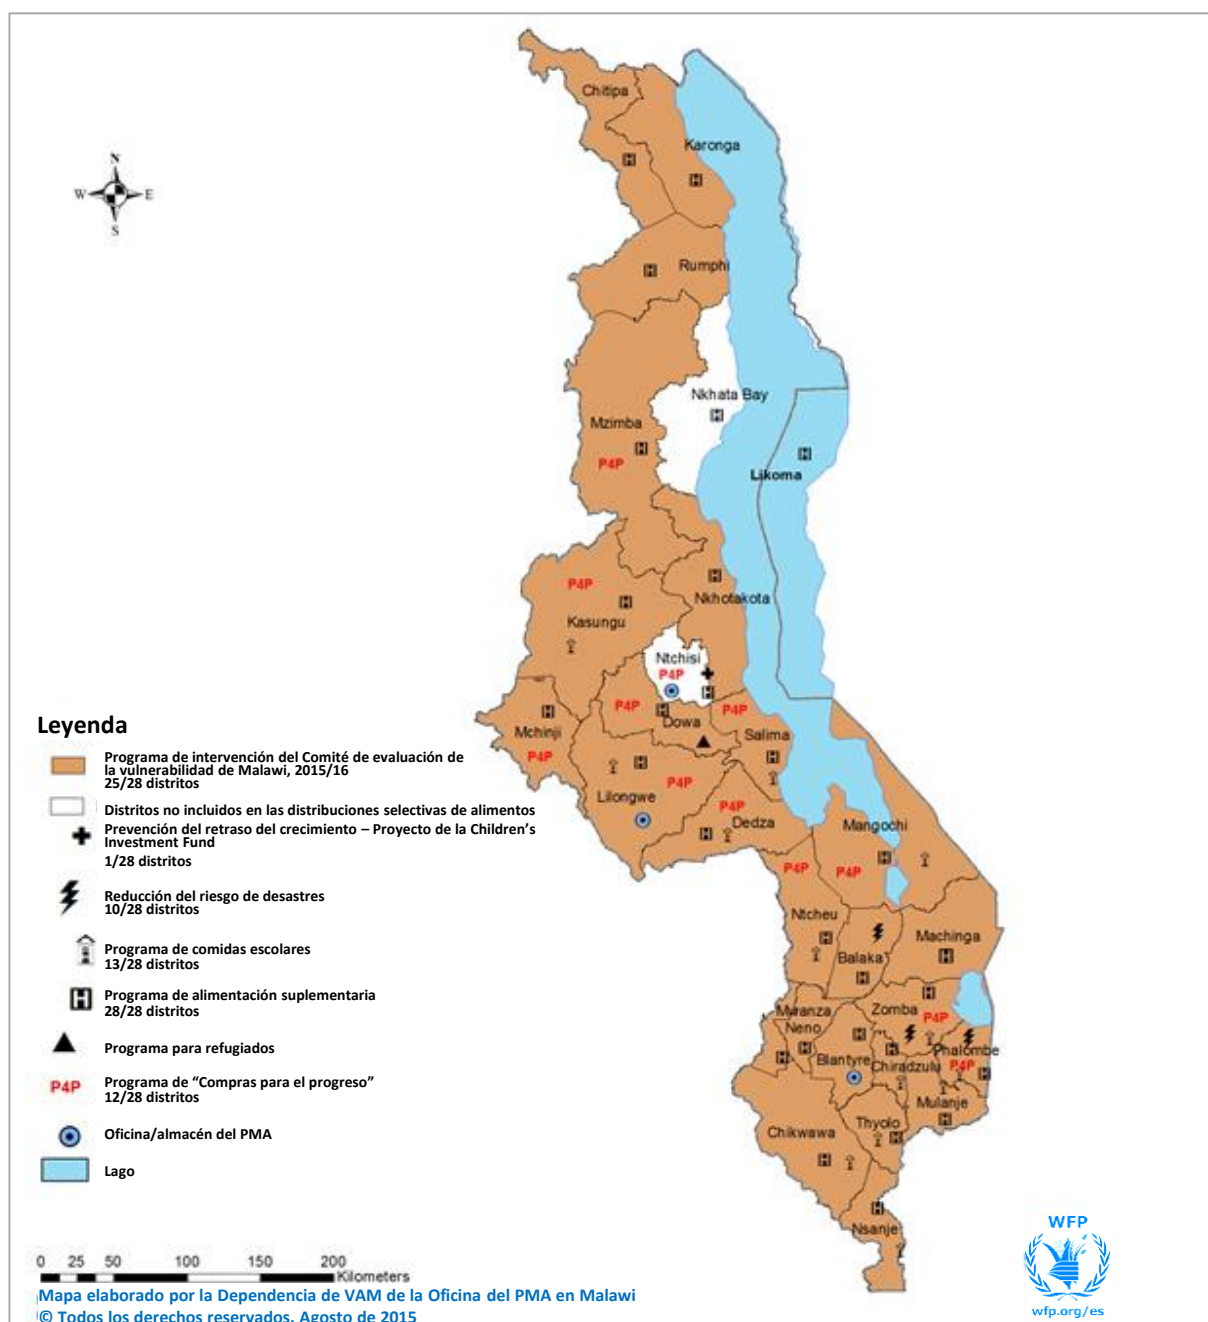 Chitipa
Karonga
N
W E
S
Rumphi
Nkhata Bay
Mzimba
P4P
Likoma
P4P
Nkhotakota
Kasungu
Ntchisi
P4P
P4P
P4P
Dowa
Mchinji
Salima
P4P
P4P
Lilongwe
P4P
Dedza
Mangochi
P4P
P4P
Ntcheu
Machinga
Balaka
Mwanza
Zomba
P4P
Neno
Blantyre
Chiradzulu
Phalombe
P4P
Mulanje
Thyolo
Chikwawa
Nsanje
Leyenda
Programa de intervención del Comité de evaluación de
la vulnerabilidad de Malawi, 2015/16
25/28 distritos
Distritos no incluidos en las distribuciones selectivas de alimentos
Prevención del retraso del crecimiento – Proyecto de la Children’s
Investment Fund
1/28 distritos
Reducción del riesgo de desastres
10/28 distritos
Programa de comidas escolares
13/28 distritos
H Programa de alimentación suplementaria
28/28 distritos
Programa para refugiados
P4P Programa de “Compras para el progreso”
12/28 distritos
Oficina/almacén del PMA
Lago
0 25 50 100 150 200
Kilometers
Mapa elaborado por la Dependencia de VAM de la Oficina del PMA en Malawi
© Todos los derechos reservados. Agosto de 2015
WFP
wfp.org/es